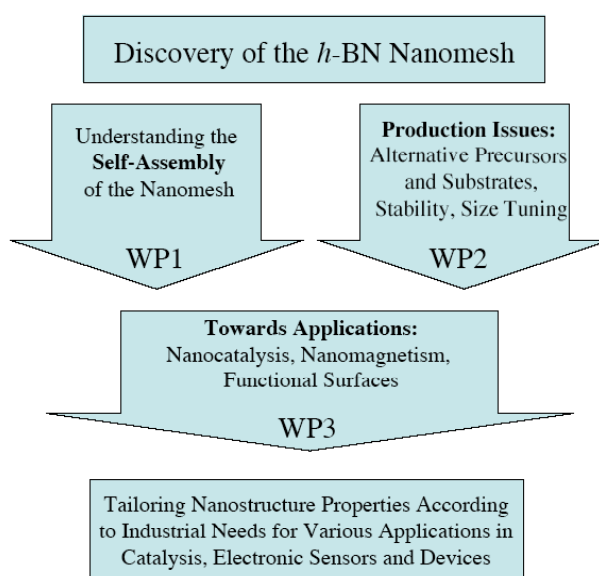 Discovery of the h-BN Nanomesh
Understanding the
Self-Assembly
of the Nanomesh
WP1
Production Issues:
Alternative Precursors
and Substrates,
Stability, Size Tuning
WP2
Towards Applications:
Nanocatalysis, Nanomagnetism,
Functional Surfaces
WP3
Tailoring Nanostructure Properties According
to Industrial Needs for Various Applications in
Catalysis, Electronic Sensors and Devices